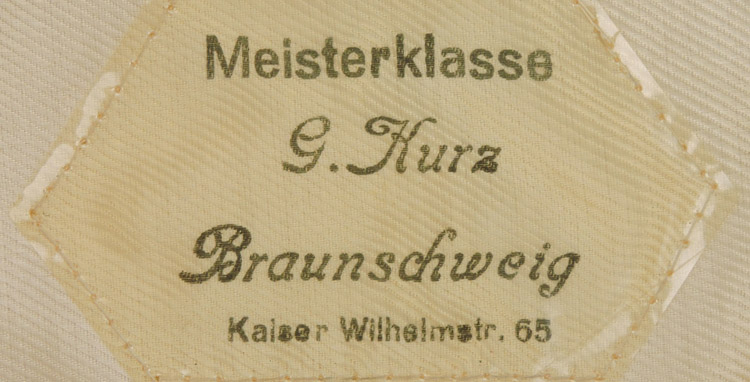 Meisterklasse
G. Kurz
Braunschweig
Kaiser Wilhelmstr. 65